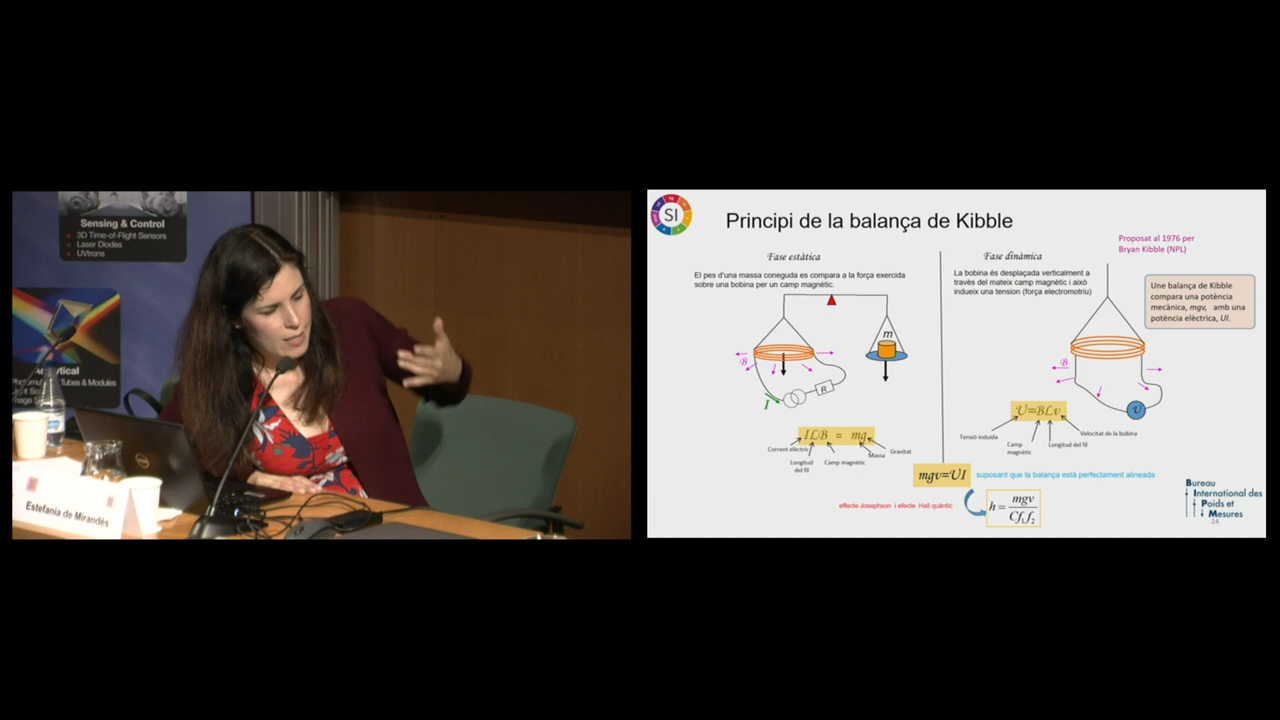 Sensing & Control
3D Time-of-Flight Sensors
Laser Diodes
UVtrons
Tubes & Modules
Estefania de Mirandés
SI
Principi de la balança de Kibble
Proposat al 1976 per
Bryan Kibble (NPL)
Fase estàtica
El pes d'una massa coneguda es compara a la força exercida
sobre una bobina per un camp magnètic.
m
B
R
I
ILB = mg
Corrent elèctric
Longitud
del fil
Camp magnètic
Massa
Gravitat
Fase dinàmica
La bobina és desplaçada verticalment a
través del mateix camp magnètic i això
indueix una tension (força electromotriu)
Une balança de Kibble
compara una potència
mecànica, mgv, amb una
potència elèctrica, UI.
B
U
U=BLv
Tensió induida
Camp
magnètic
Longitud del fil
Velocitat de la bobina
mgv=UI
suposant que la balança està perfectament alineada
effecte Josephson i efecte Hall quàntic
h = mgv / Cf₁f₂
Bureau
International des
Poids et
Mesures
24